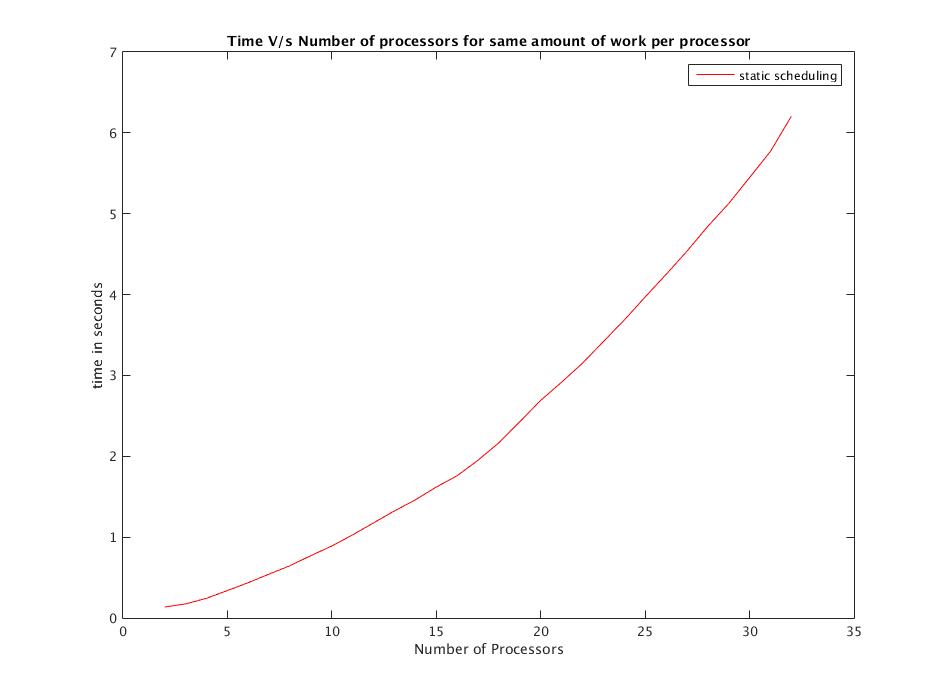 Time V/s Number of processors for same amount of work per processor
static scheduling
7
6
5
4
3
2
1
0
time in seconds
0 5 10 15 20 25 30 35
Number of Processors